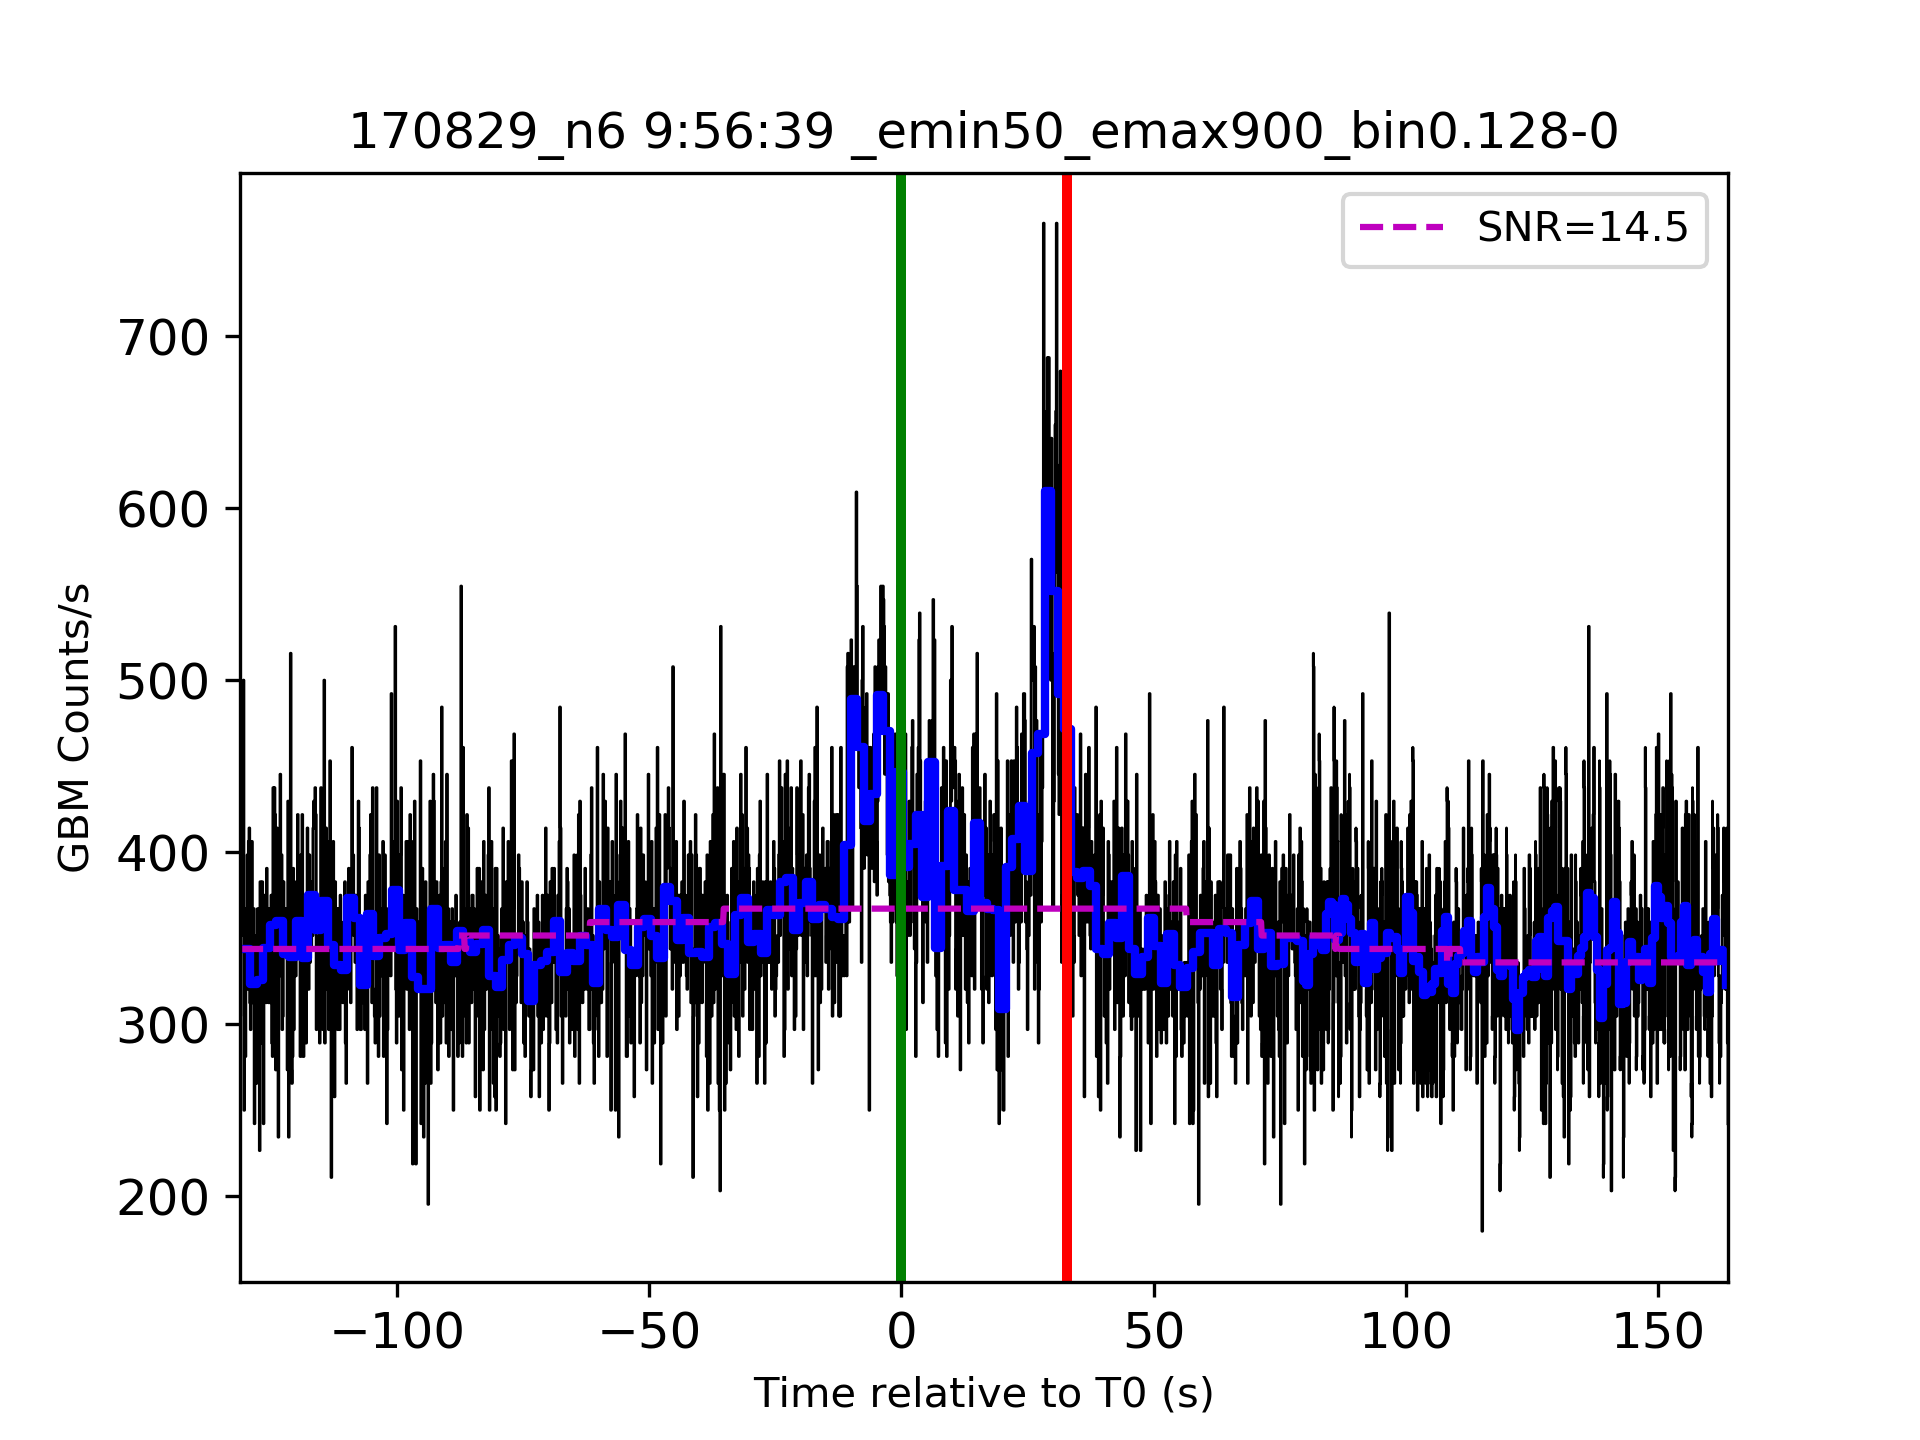 170829_n6 9:56:39 _emin50_emax900_bin0.128-0
SNR=14.5
GBM Counts/s
700
600
500
400
300
200
−100 −50 0 50 100 150
Time relative to T0 (s)